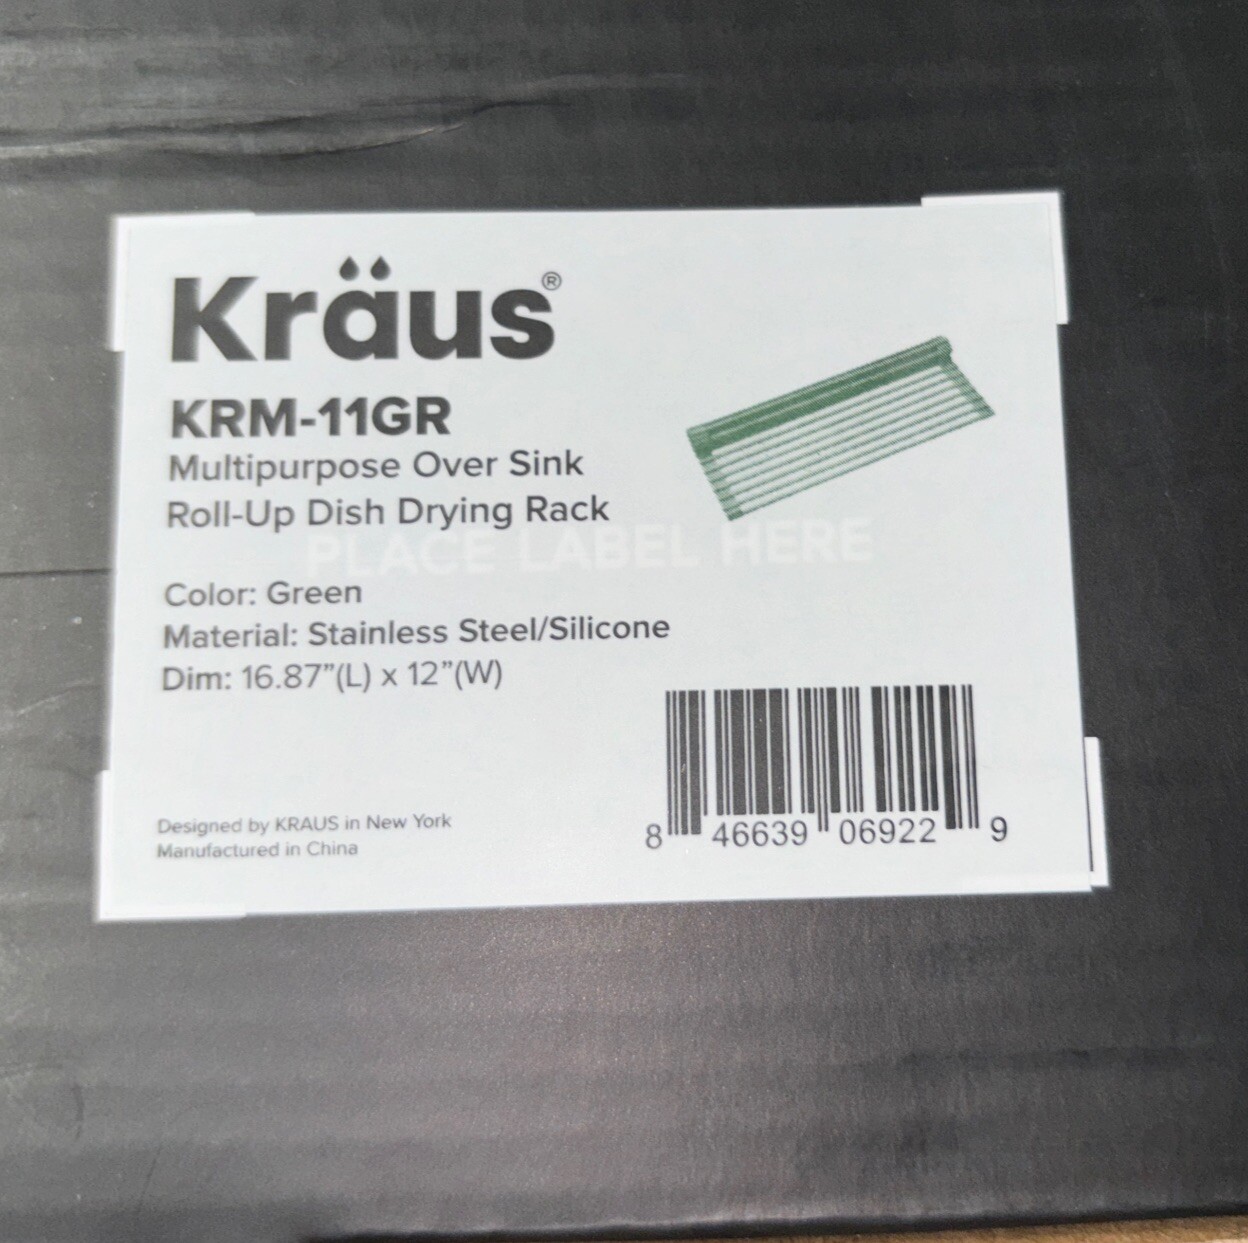 Kräus®
KRM-11GR
Multipurpose Over Sink
Roll-Up Dish Drying Rack
PLACE LABEL HERE
Color: Green
Material: Stainless Steel/Silicone
Dim: 16.87”(L) x 12”(W)
Designed by KRAUS in New York
Manufactured in China
8 46639 06922 9